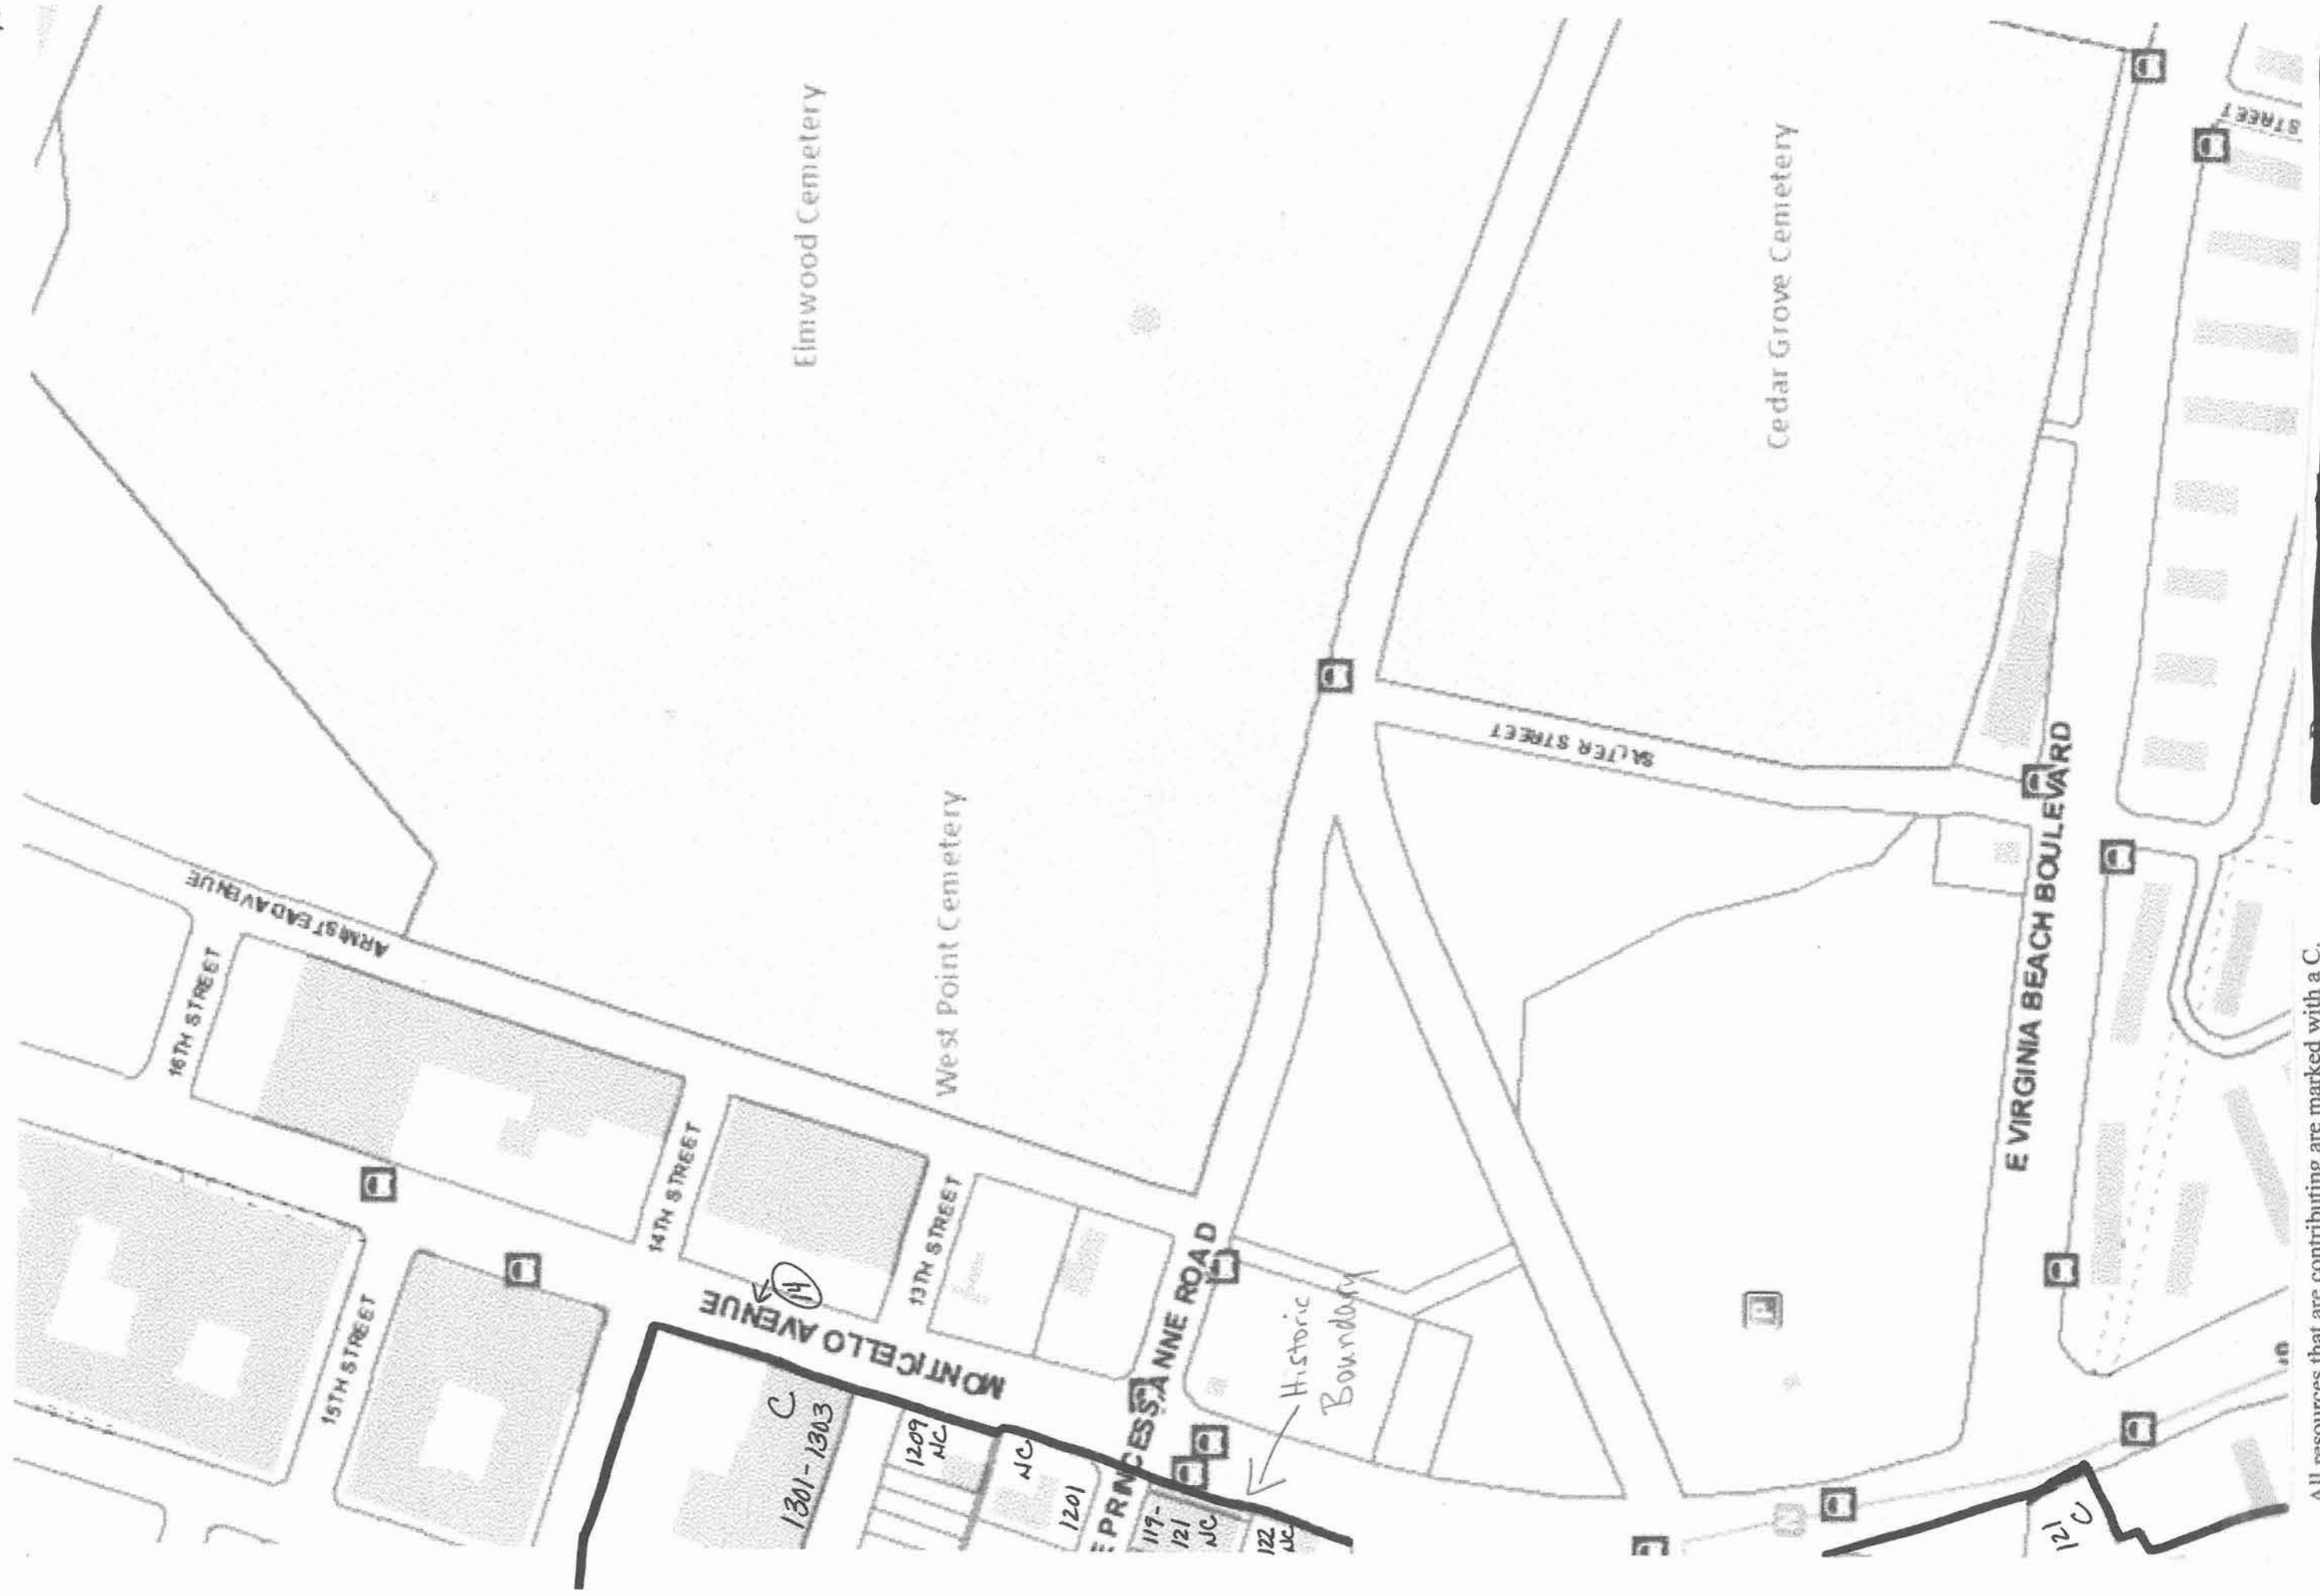 Elmwood Cemetery
Cedar Grove Cemetery
STREET
West Point Cemetery
ARMISTEAD AVENUE
16TH STREET
SALTER STREET
E VIRGINIA BEACH BOULEVARD
14TH STREET
15TH STREET
13TH STREET
MONTICELLO AVENUE
14
E PRINCESS ANNE ROAD
Historic
Boundary
C
1301-1303
1209
NC
NC
1201
119-
121
NC
122
NC
P
N
121
C
All resources that are contributing are marked with a C.